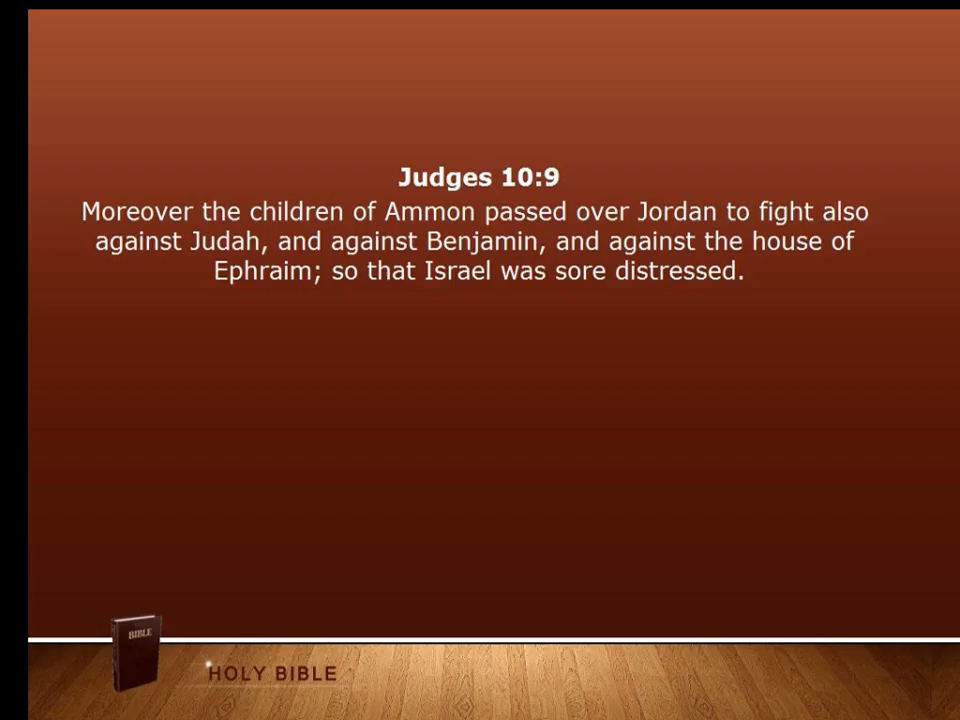 Judges 10:9
Moreover the children of Ammon passed over Jordan to fight also
against Judah, and against Benjamin, and against the house of
Ephraim; so that Israel was sore distressed.
BIBLE
HOLY BIBLE